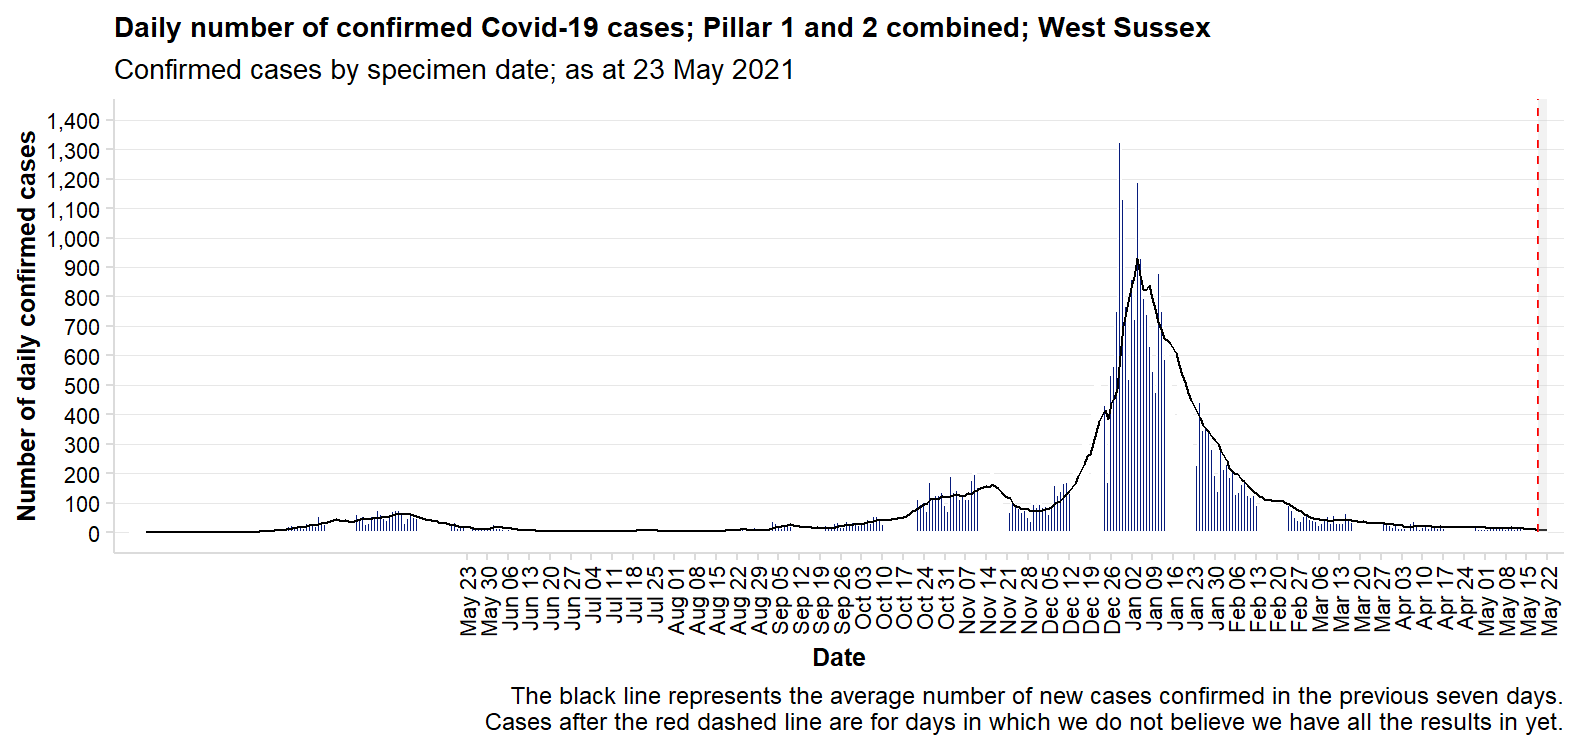 Daily number of confirmed Covid-19 cases; Pillar 1 and 2 combined; West Sussex
Confirmed cases by specimen date; as at 23 May 2021
Number of daily confirmed cases
1,400
1,300
1,200
1,100
1,000
900
800
700
600
500
400
300
200
100
0
May 23
May 30
Jun 06
Jun 13
Jun 20
Jun 27
Jul 04
Jul 11
Jul 18
Jul 25
Aug 01
Aug 08
Aug 15
Aug 22
Aug 29
Sep 05
Sep 12
Sep 19
Sep 26
Oct 03
Oct 10
Oct 17
Oct 24
Oct 31
Nov 07
Nov 14
Nov 21
Nov 28
Dec 05
Dec 12
Dec 19
Dec 26
Jan 02
Jan 09
Jan 16
Jan 23
Jan 30
Feb 06
Feb 13
Feb 20
Feb 27
Mar 06
Mar 13
Mar 20
Mar 27
Apr 03
Apr 10
Apr 17
Apr 24
May 01
May 08
May 15
May 22
Date
The black line represents the average number of new cases confirmed in the previous seven days.
Cases after the red dashed line are for days in which we do not believe we have all the results in yet.